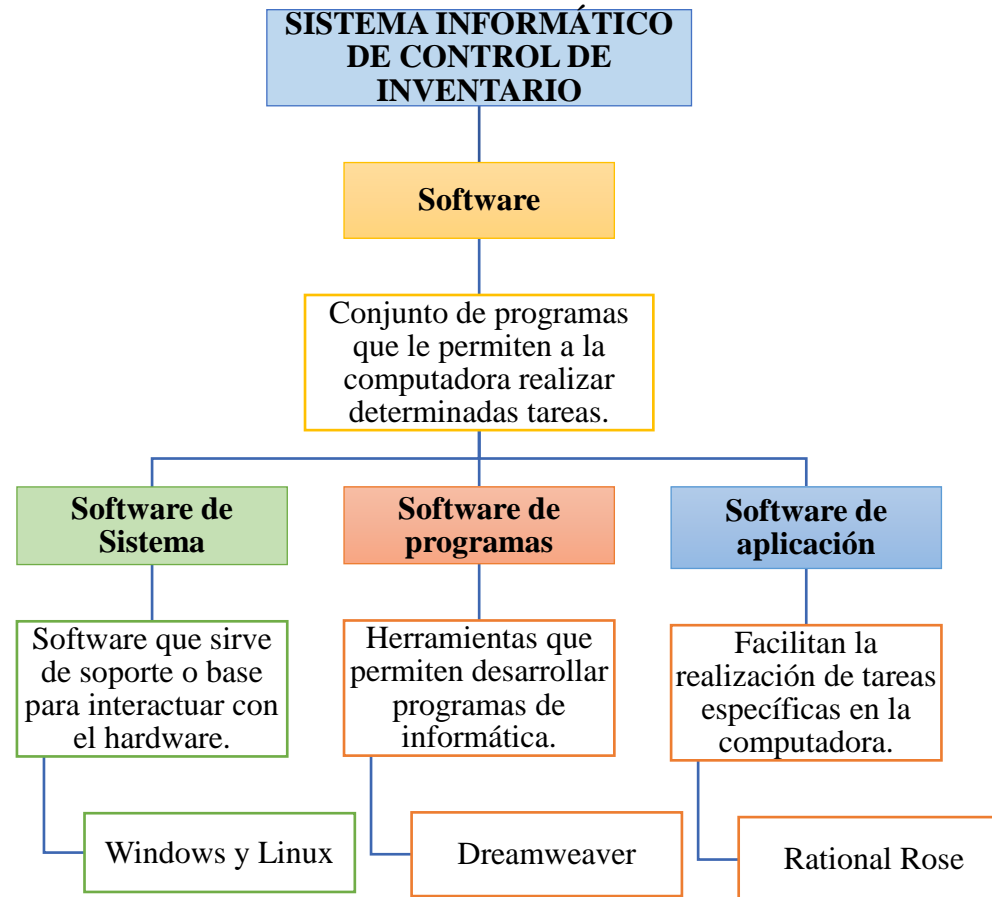 SISTEMA INFORMÁTICO
DE CONTROL DE
INVENTARIO
Software
Conjunto de programas
que le permiten a la
computadora realizar
determinadas tareas.
Software de
Sistema
Software que sirve
de soporte o base
para interactuar con
el hardware.
Windows y Linux
Software de
programas
Herramientas que
permiten desarrollar
programas de
informática.
Dreamweaver
Software de
aplicación
Facilitan la
realización de tareas
específicas en la
computadora.
Rational Rose